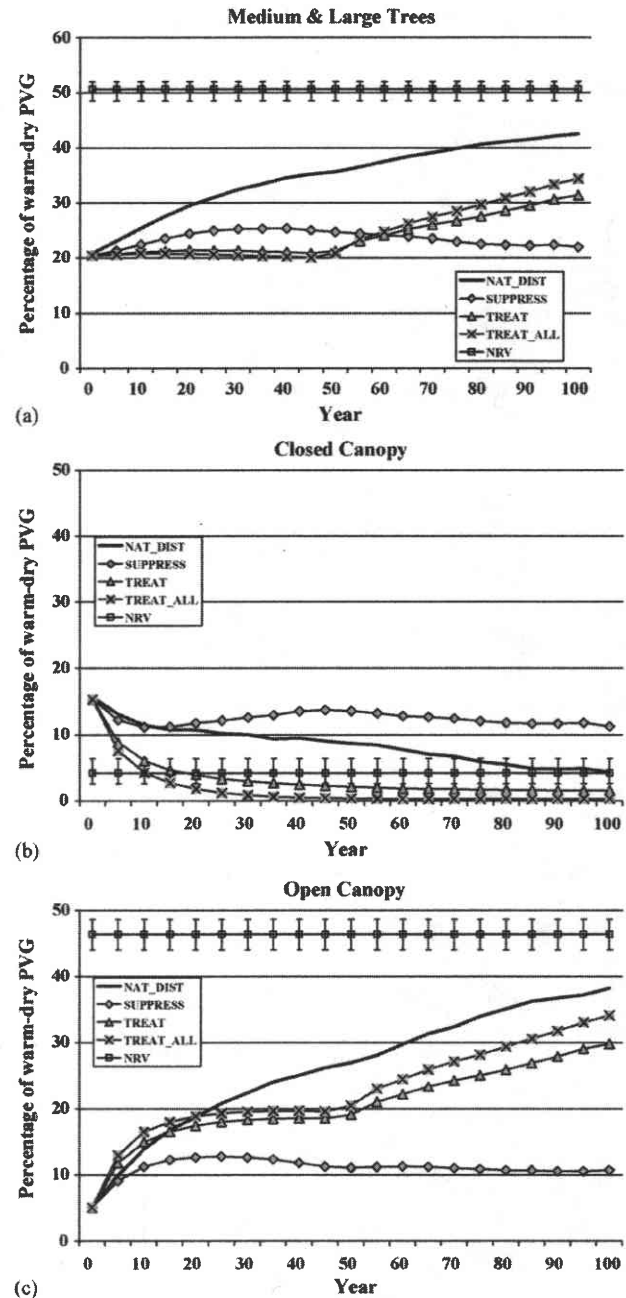 Medium & Large Trees
Percentage of warm-dry PVG
60
50
40
30
20
10
0
NAT_DIST
SUPPRESS
TREAT
TREAT_ALL
NRV
0 10 20 30 40 50 60 70 80 90 100
Year
(a)
Closed Canopy
Percentage of warm-dry PVG
50
40
30
20
10
0
NAT_DIST
SUPPRESS
TREAT
TREAT_ALL
NRV
0 10 20 30 40 50 60 70 80 90 100
Year
(b)
Open Canopy
Percentage of warm-dry PVG
50
40
30
20
10
0
NAT_DIST
SUPPRESS
TREAT
TREAT_ALL
NRV
0 10 20 30 40 50 60 70 80 90 100
Year
(c)